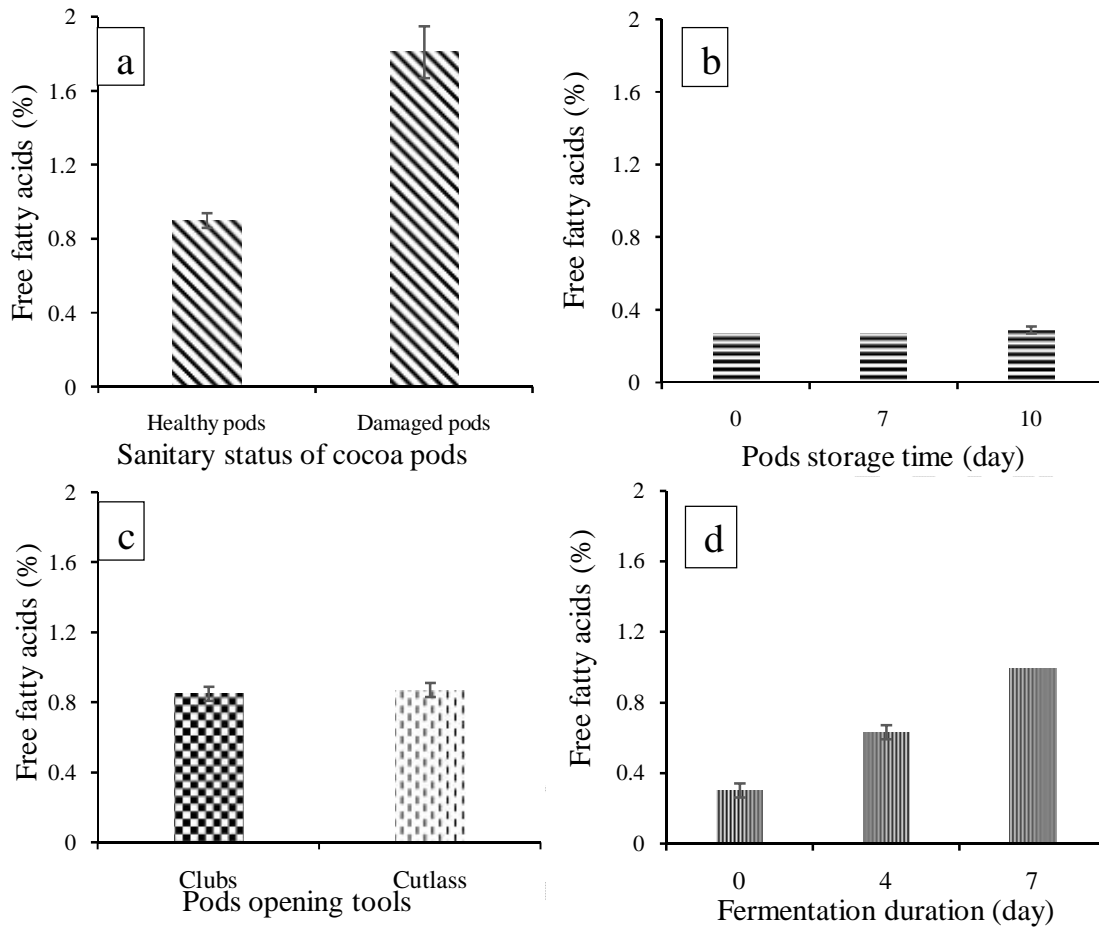 a
Free fatty acids (%)
2
1.6
1.2
0.8
0.4
0
Healthy pods
Damaged pods
Sanitary status of cocoa pods
b
Free fatty acids (%)
2
1.6
1.2
0.8
0.4
0
0
7
10
Pods storage time (day)
c
Free fatty acids (%)
2
1.6
1.2
0.8
0.4
0
Clubs
Cutlass
Pods opening tools
d
Free fatty acids (%)
2
1.6
1.2
0.8
0.4
0
0
4
7
Fermentation duration (day)